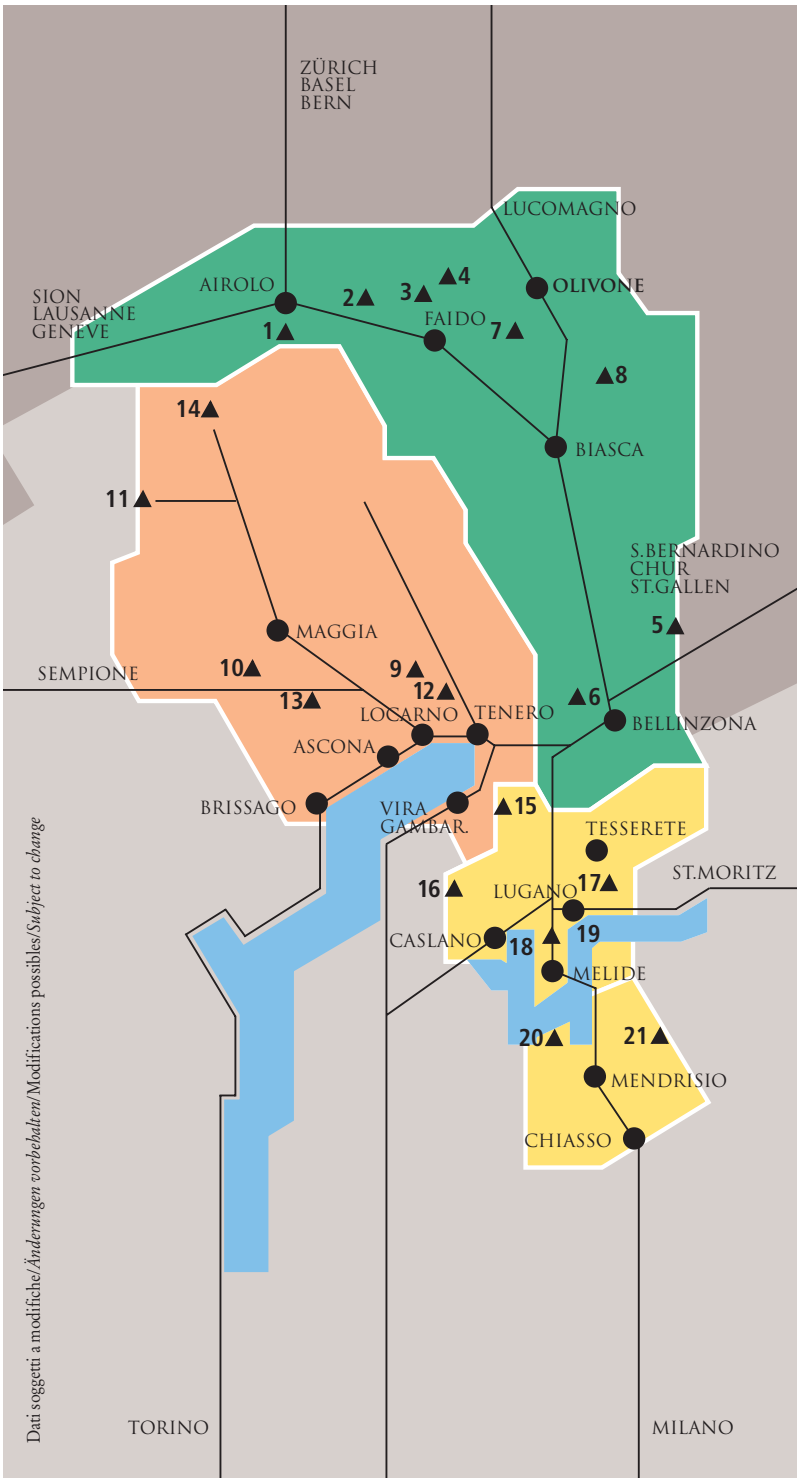 ZÜRICH
BASEL
BERN
LUCOMAGNO
AIROLO
OLIVONE
SION
LAUSANNE
GENEVE
4
2
3
FAIDO
7
1
8
14
BIASCA
11
S.BERNARDINO
CHUR
ST.GALLEN
5
MAGGIA
10
9
SEMPIONE
12
6
13
LOCARNO
TENERO
BELLINZONA
ASCONA
BRISSAGO
VIRA
GAMBAR.
15
TESSERETE
ST.MORITZ
16
LUGANO
17
CASLANO
18
19
MELIDE
20
21
MENDRISIO
CHIASSO
TORINO
MILANO
Dati soggetti a modifiche/Änderungen vorbehalten/Modifications possibles/Subject to change